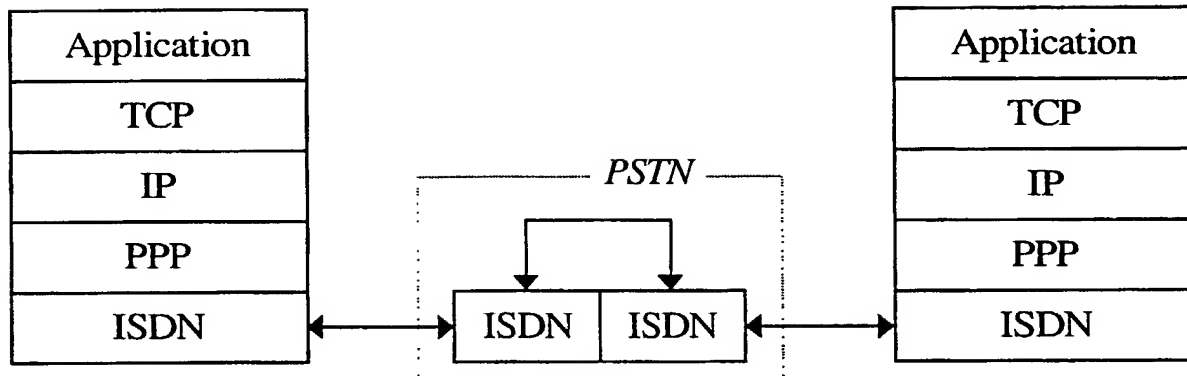 Application
TCP
IP
PPP
ISDN
PSTN
ISDN ISDN
Application
TCP
IP
PPP
ISDN